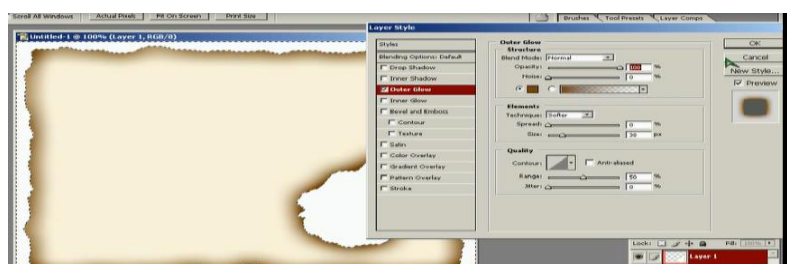 Scroll All Windows Actual Pixels Fit On Screen Print Size
Brushes Tool Presets Layer Comps
Untitled-1 @ 100% (Layer 1, RGB/8)
Layer Style
Styles
Blending Options: Default
Drop Shadow
Inner Shadow
Outer Glow
Inner Glow
Bevel and Emboss
Contour
Texture
Satin
Color Overlay
Gradient Overlay
Pattern Overlay
Stroke
Outer Glow
Structure
Blend Mode: Normal
Opacity: 100 %
Noise: 0 %
Elements
Technique: Softer
Spread: 0 %
Size: 38 px
Quality
Contour: Anti-aliased
Range: 50 %
Jitter: 0 %
OK
Cancel
New Style...
Preview
Lock: Fill: 100%
Layer 1